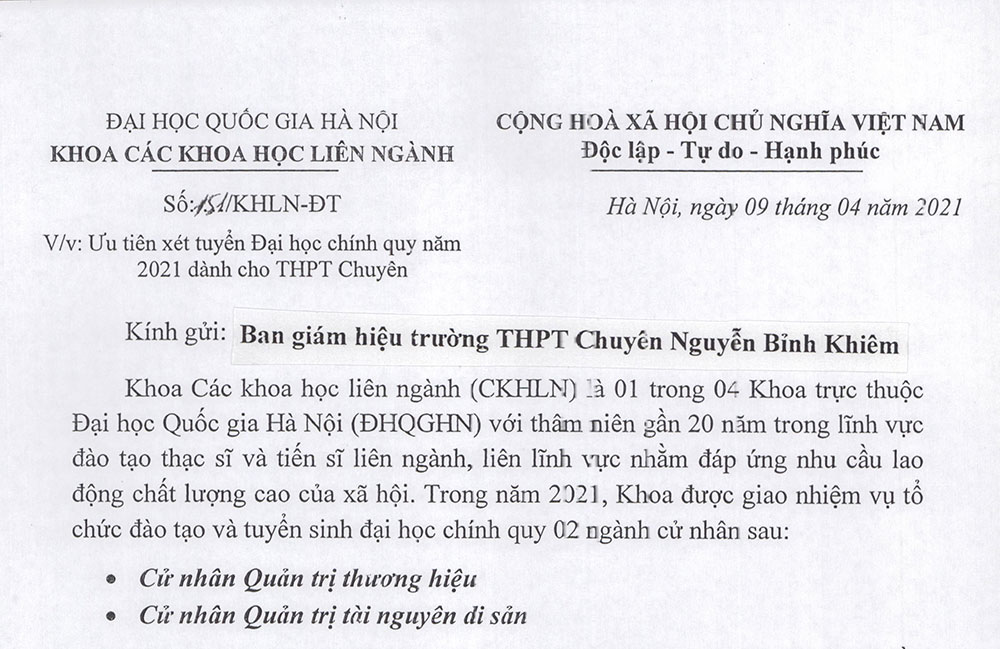 ĐẠI HỌC QUỐC GIA HÀ NỘI
KHOA CÁC KHOA HỌC LIÊN NGÀNH
Số:151/KHLN-ĐT
V/v: Ưu tiên xét tuyển Đại học chính quy năm
2021 dành cho THPT Chuyên
CỘNG HOÀ XÃ HỘI CHỦ NGHĨA VIỆT NAM
Độc lập - Tự do - Hạnh phúc
Hà Nội, ngày 09 tháng 04 năm 2021
Kính gửi: Ban giám hiệu trường THPT Chuyên Nguyễn Bỉnh Khiêm
Khoa Các khoa học liên ngành (CKHLN) là 01 trong 04 Khoa trực thuộc
Đại học Quốc gia Hà Nội (ĐHQGHN) với thâm niên gần 20 năm trong lĩnh vực
đào tạo thạc sĩ và tiến sĩ liên ngành, liên lĩnh vực nhằm đáp ứng nhu cầu lao
động chất lượng cao của xã hội. Trong năm 2021, Khoa được giao nhiệm vụ tổ
chức đào tạo và tuyển sinh đại học chính quy 02 ngành cử nhân sau:
• Cử nhân Quản trị thương hiệu
• Cử nhân Quản trị tài nguyên di sản